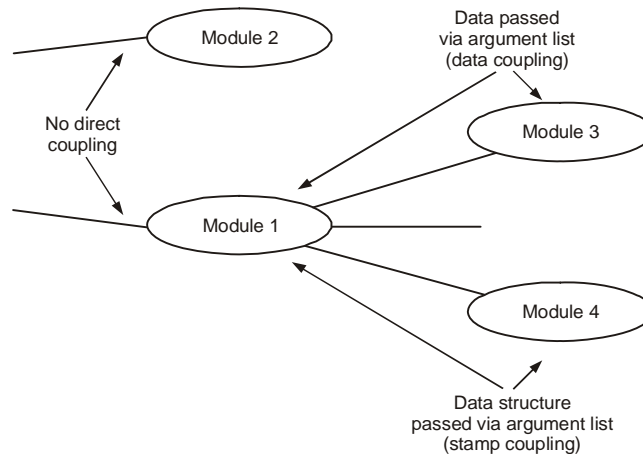 Module 2
Data passed
via argument list
(data coupling)
No direct
coupling
Module 3
Module 1
Module 4
Data structure
passed via argument list
(stamp coupling)